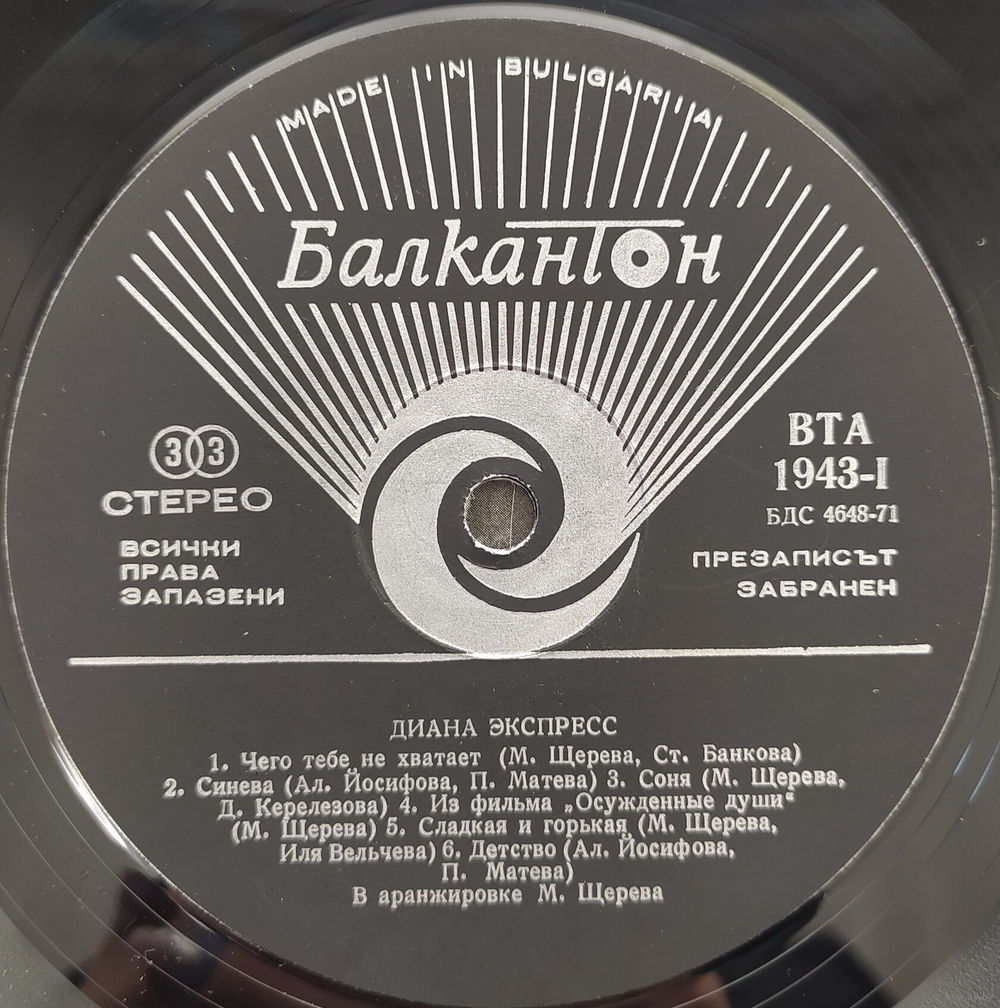 MADE IN BULGARIA
Балкантон
33
СТЕРЕО
ВСИЧКИ
ПРАВА
ЗАПАЗЕНИ
ВТА
1943-I
БДС 4648-71
ПРЕЗАПИСЪТ
ЗАБРАНЕН
ДИАНА ЭКСПРЕСС
1. Чего тебе не хватает (М. Щерева, Ст. Банкова)
2. Синева (Ал. Йосифова, П. Матева) 3. Соня (М. Щерева,
Д. Керелезова) 4. Из фильма „Осужденные души“
(М. Щерева) 5. Сладкая и горькая (М. Щерева,
Иля Вельчева) 6. Детство (Ал. Йосифова,
П. Матева)
В аранжировке М. Щерева